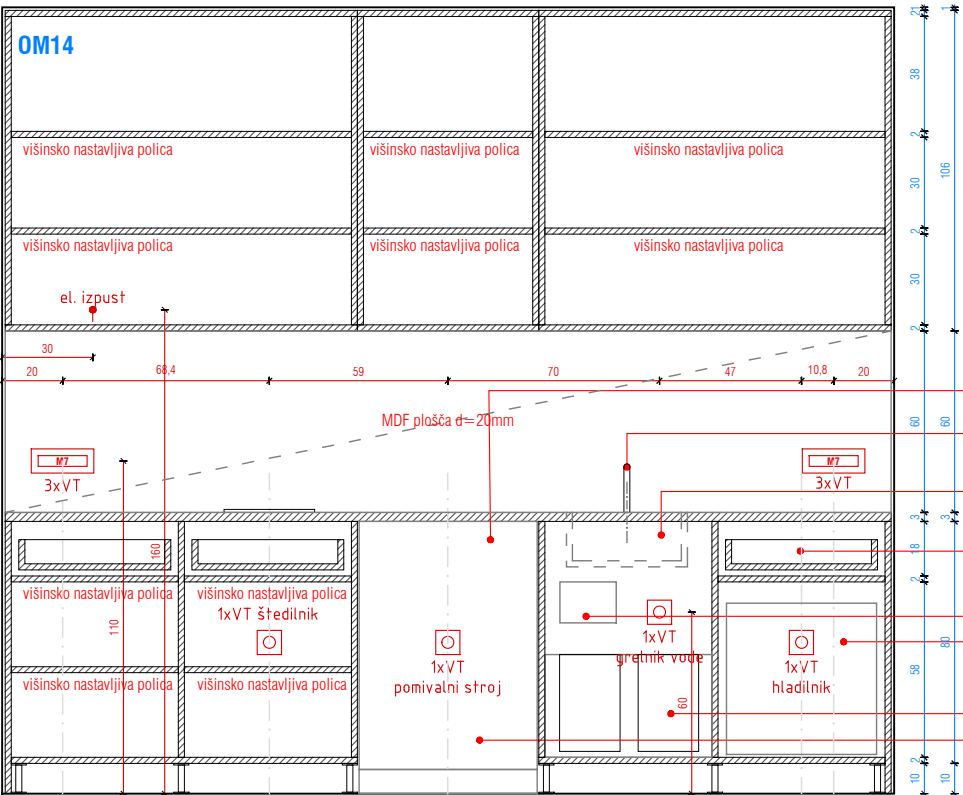 OM14
21
1
38
višinsko nastavljiva polica
višinsko nastavljiva polica
višinsko nastavljiva polica
2
30
106
višinsko nastavljiva polica
višinsko nastavljiva polica
višinsko nastavljiva polica
2
30
el. izpust
2
30
20
68,4
59
70
47
10,8
20
MDF plošča d=20mm
60
60
M7
3xVT
M7
3xVT
3
3
160
18
2
višinsko nastavljiva polica
višinsko nastavljiva polica
1xVT štedilnik
110
1xVT
grelnik vode
1xVT
pomivalni stroj
1xVT
hladilnik
58
80
višinsko nastavljiva polica
višinsko nastavljiva polica
60
2
10
10